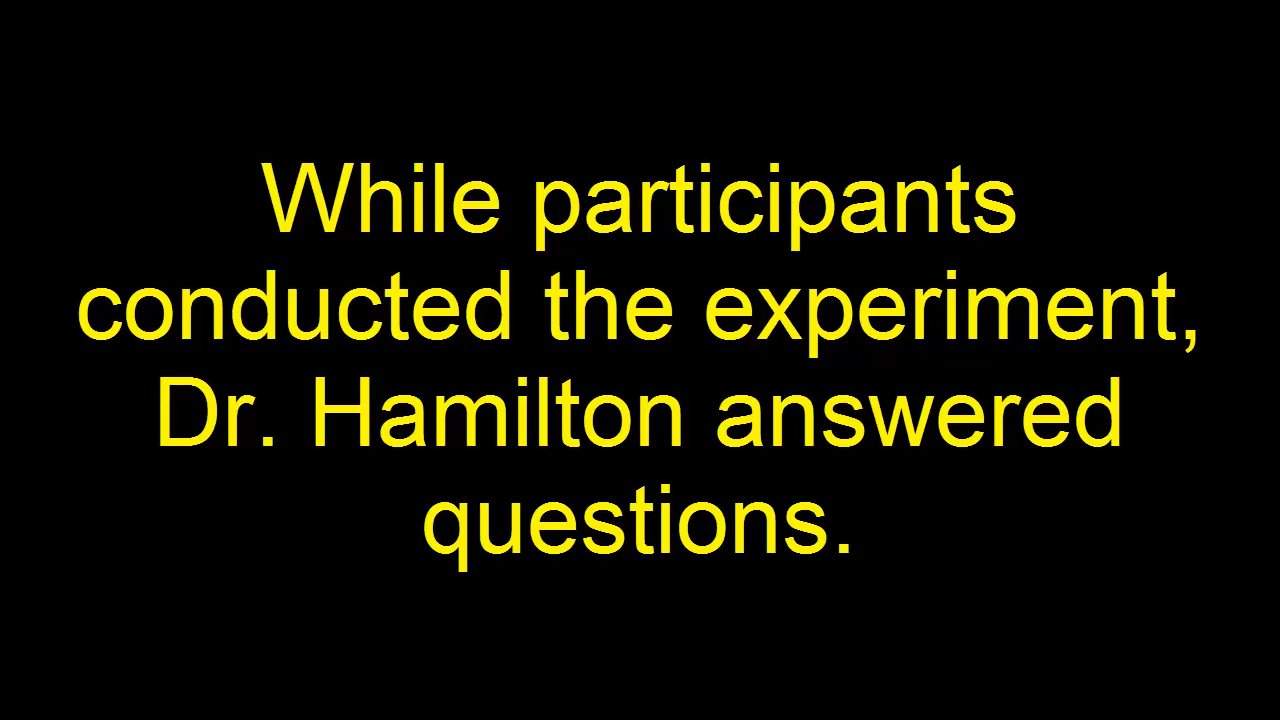 While participants
conducted the experiment,
Dr. Hamilton answered
questions.